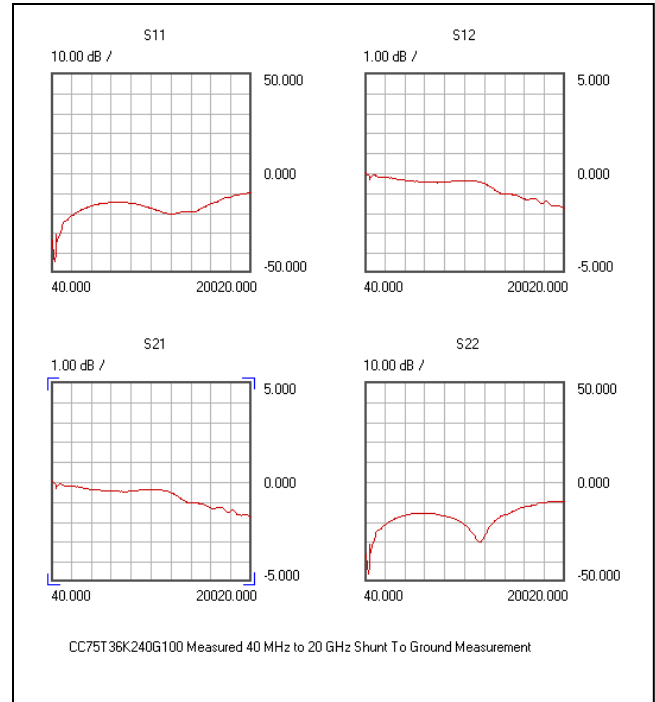 S11
10.00 dB /
50.000
0.000
-50.000
40.000 20020.000
S12
1.00 dB /
5.000
0.000
-5.000
40.000 20020.000
S21
1.00 dB /
5.000
0.000
-5.000
40.000 20020.000
S22
10.00 dB /
50.000
0.000
-50.000
40.000 20020.000
CC75T36K240G100 Measured 40 MHz to 20 GHz Shunt To Ground Measurement